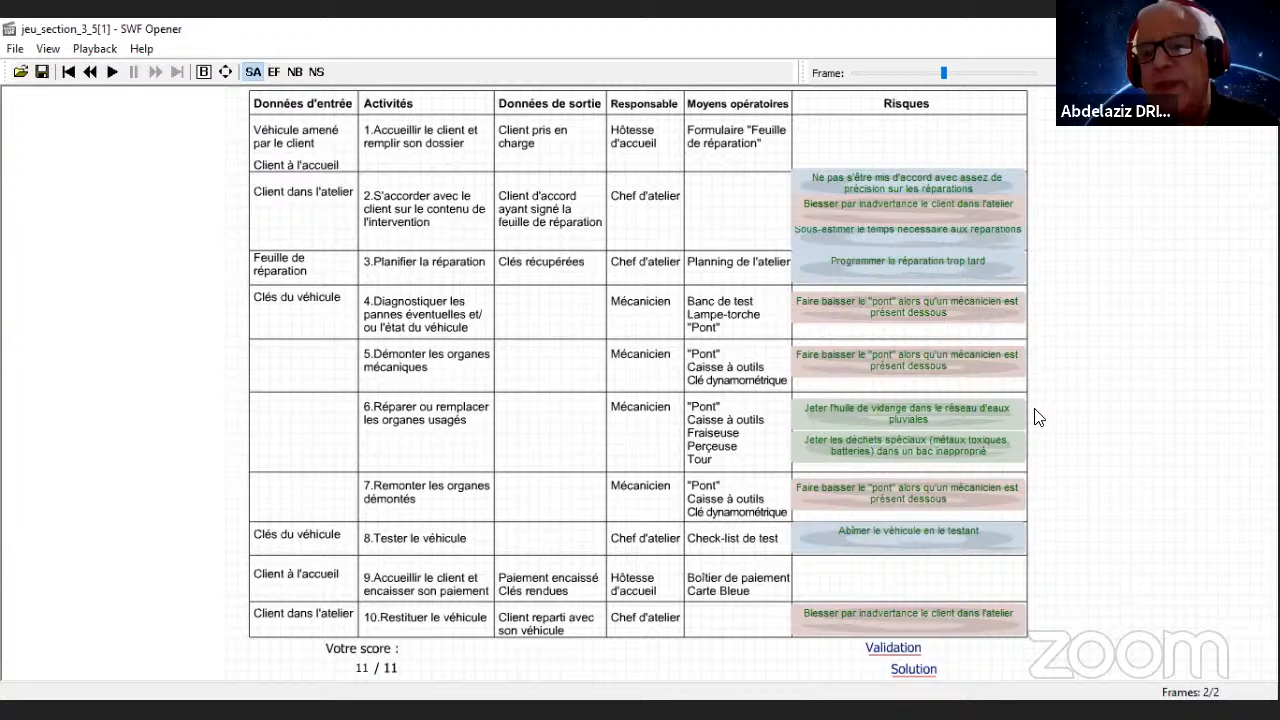 jeu_section_3_5[1] - SWF Opener
File View Playback Help
SA EF NB NS
Frame:
Abdelaziz DRI...
Données d'entrée Activités Données de sortie Responsable Moyens opératoires Risques
Véhicule amené
par le client
Client à l'accueil
1.Accueillir le client et
remplir son dossier
Client pris en
charge
Hôtesse
d'accueil
Formulaire "Feuille
de réparation"
Client dans l'atelier
2.S'accorder avec le
client sur le contenu de
l'intervention
Client d'accord
ayant signé la
feuille de réparation
Chef d'atelier
Ne pas s'être mis d'accord avec assez de
précision sur les réparations
Blesser par inadvertance le client dans l'atelier
Sous-estimer le temps nécessaire aux réparations
Feuille de
réparation
3.Planifier la réparation
Clés récupérées
Chef d'atelier
Planning de l'atelier
Programmer la réparation trop tard
Clés du véhicule
4.Diagnostiquer les
pannes éventuelles et/
ou l'état du véhicule
Mécanicien
Banc de test
Lampe-torche
"Pont"
Faire baisser le "pont" alors qu'un mécanicien est
présent dessous
5.Démonter les organes
mécaniques
Mécanicien
"Pont"
Caisse à outils
Clé dynamométrique
Faire baisser le "pont" alors qu'un mécanicien est
présent dessous
6.Réparer ou remplacer
les organes usagés
Mécanicien
"Pont"
Caisse à outils
Fraiseuse
Perçeuse
Tour
Jeter l'huile de vidange dans le réseau d'eaux
pluviales
Jeter les déchets spéciaux (métaux toxiques,
batteries) dans un bac inapproprié
7.Remonter les organes
démontés
Mécanicien
"Pont"
Caisse à outils
Clé dynamométrique
Faire baisser le "pont" alors qu'un mécanicien est
présent dessous
Clés du véhicule
8.Tester le véhicule
Chef d'atelier
Check-list de test
Abîmer le véhicule en le testant
Client à l'accueil
9.Accueillir le client et
encaisser son paiement
Paiement encaissé
Clés rendues
Hôtesse
d'accueil
Boîtier de paiement
Carte Bleue
Client dans l'atelier
10.Restituer le véhicule
Client reparti avec
son véhicule
Chef d'atelier
Blesser par inadvertance le client dans l'atelier
Votre score :
11 / 11
Validation
Solution
zoom
Frames: 2/2